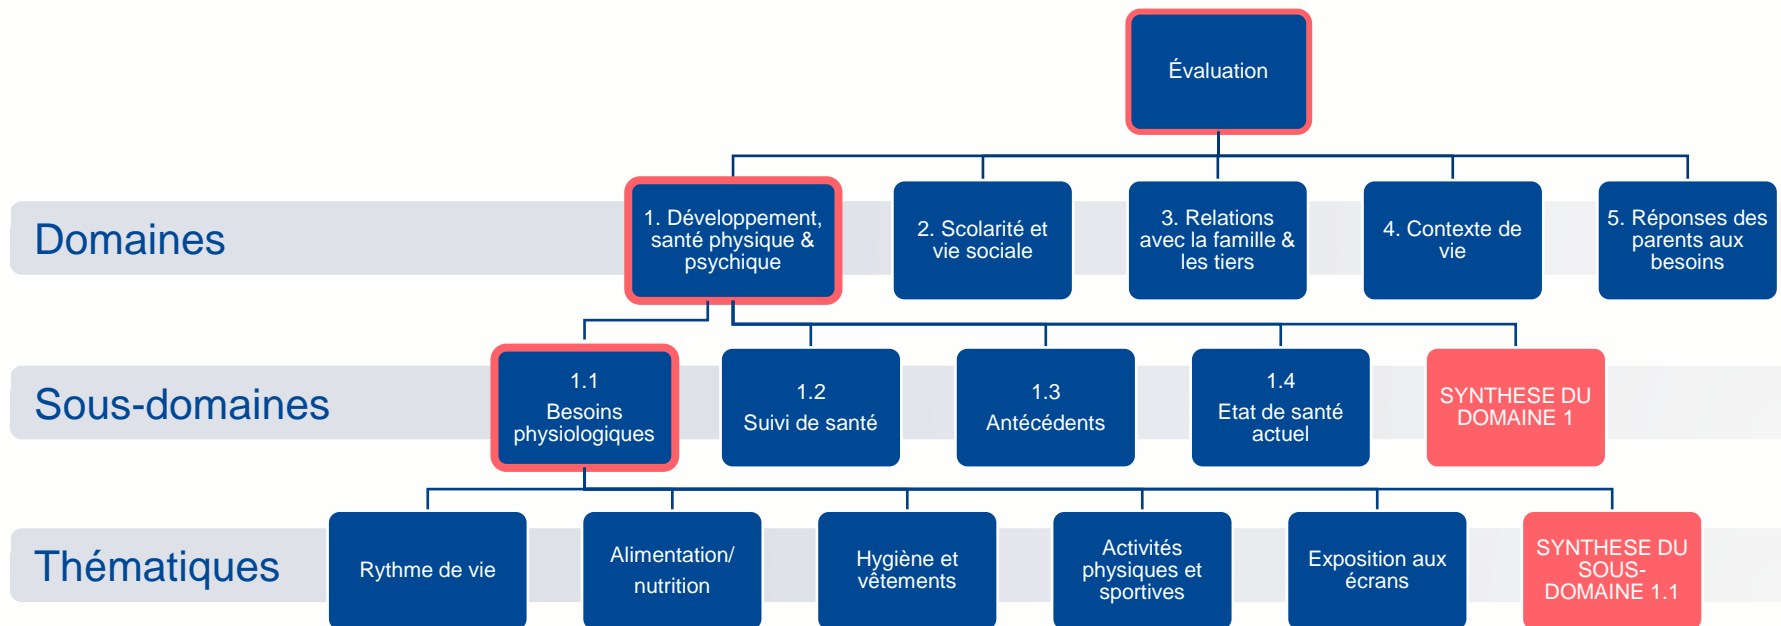 Évaluation
Domaines
1. Développement,
santé physique &
psychique
2. Scolarité et
vie sociale
3. Relations
avec la famille &
les tiers
4. Contexte de
vie
5. Réponses des
parents aux
besoins
Sous-domaines
1.1
Besoins
physiologiques
1.2
Suivi de santé
1.3
Antécédents
1.4
Etat de santé
actuel
SYNTHESE DU
DOMAINE 1
Thématiques
Rythme de vie
Alimentation/
nutrition
Hygiène et
vêtements
Activités
physiques et
sportives
Exposition aux
écrans
SYNTHESE DU
SOUS-
DOMAINE 1.1